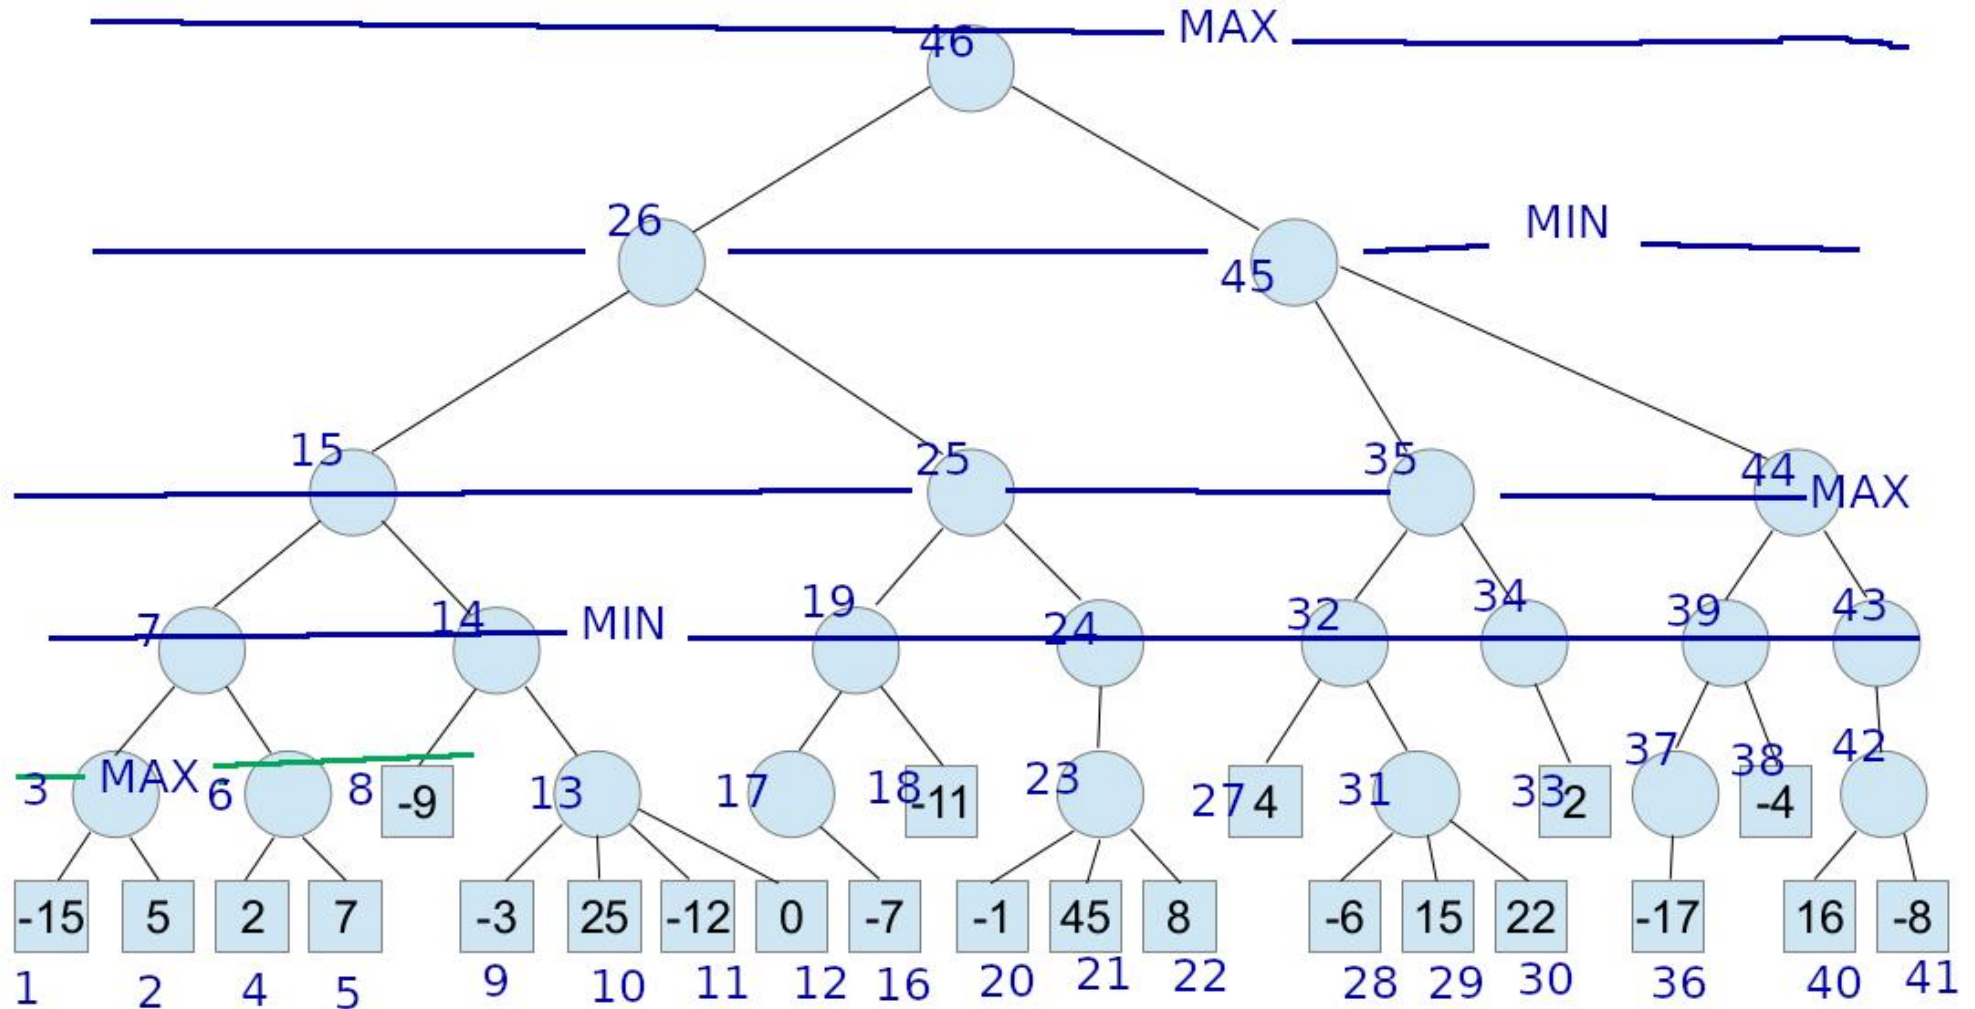 46 MAX
26 MIN
45
15 25 35 44 MAX
7 14 MIN 19 24 32 34 39 43
3 MAX 6 8 -9 13 17 18 -11 23 27 4 31 33 2 37 38 -4 42
-15 5 2 7 -3 25 -12 0 -7 -1 45 8 -6 15 22 -17 16 -8
1 2 4 5 9 10 11 12 16 20 21 22 28 29 30 36 40 41